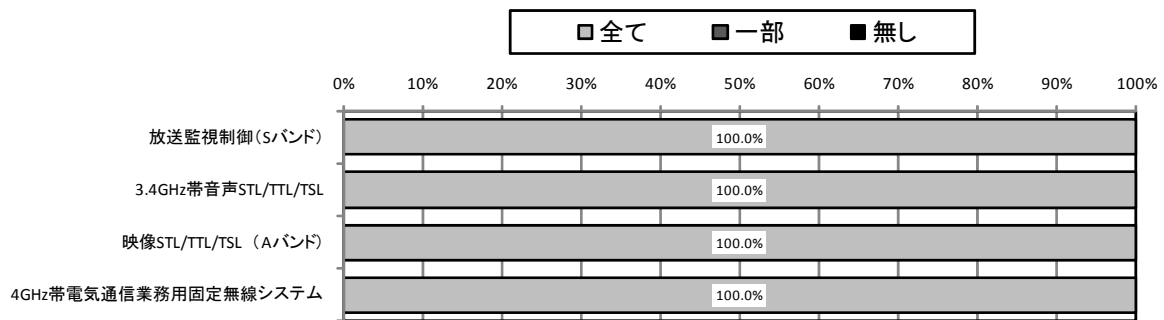 全て 一部 無し
0% 10% 20% 30% 40% 50% 60% 70% 80% 90% 100%
放送監視制御(Sバンド) 100.0%
3.4GHz帯音声STL/TTL/TSL 100.0%
映像STL/TTL/TSL (Aバンド) 100.0%
4GHz帯電気通信業務用固定無線システム 100.0%